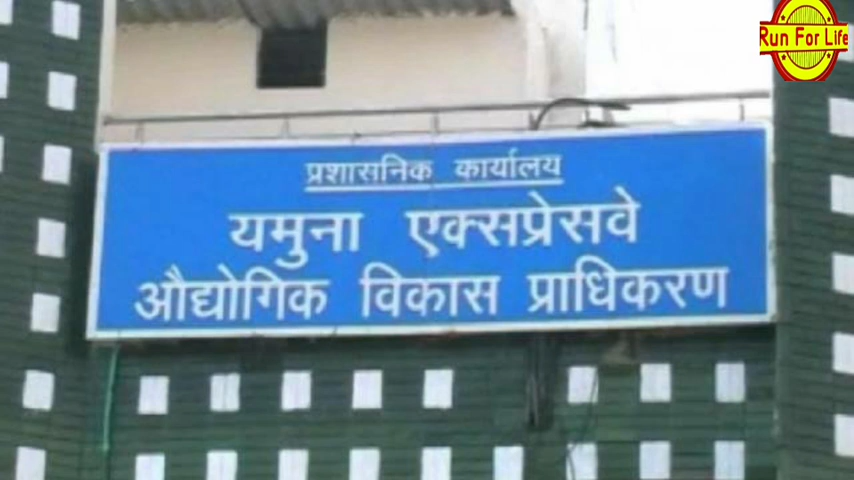 Run For Life
प्रशासनिक कार्यालय
यमुना एक्सप्रेसवे
औद्योगिक विकास प्राधिकरण